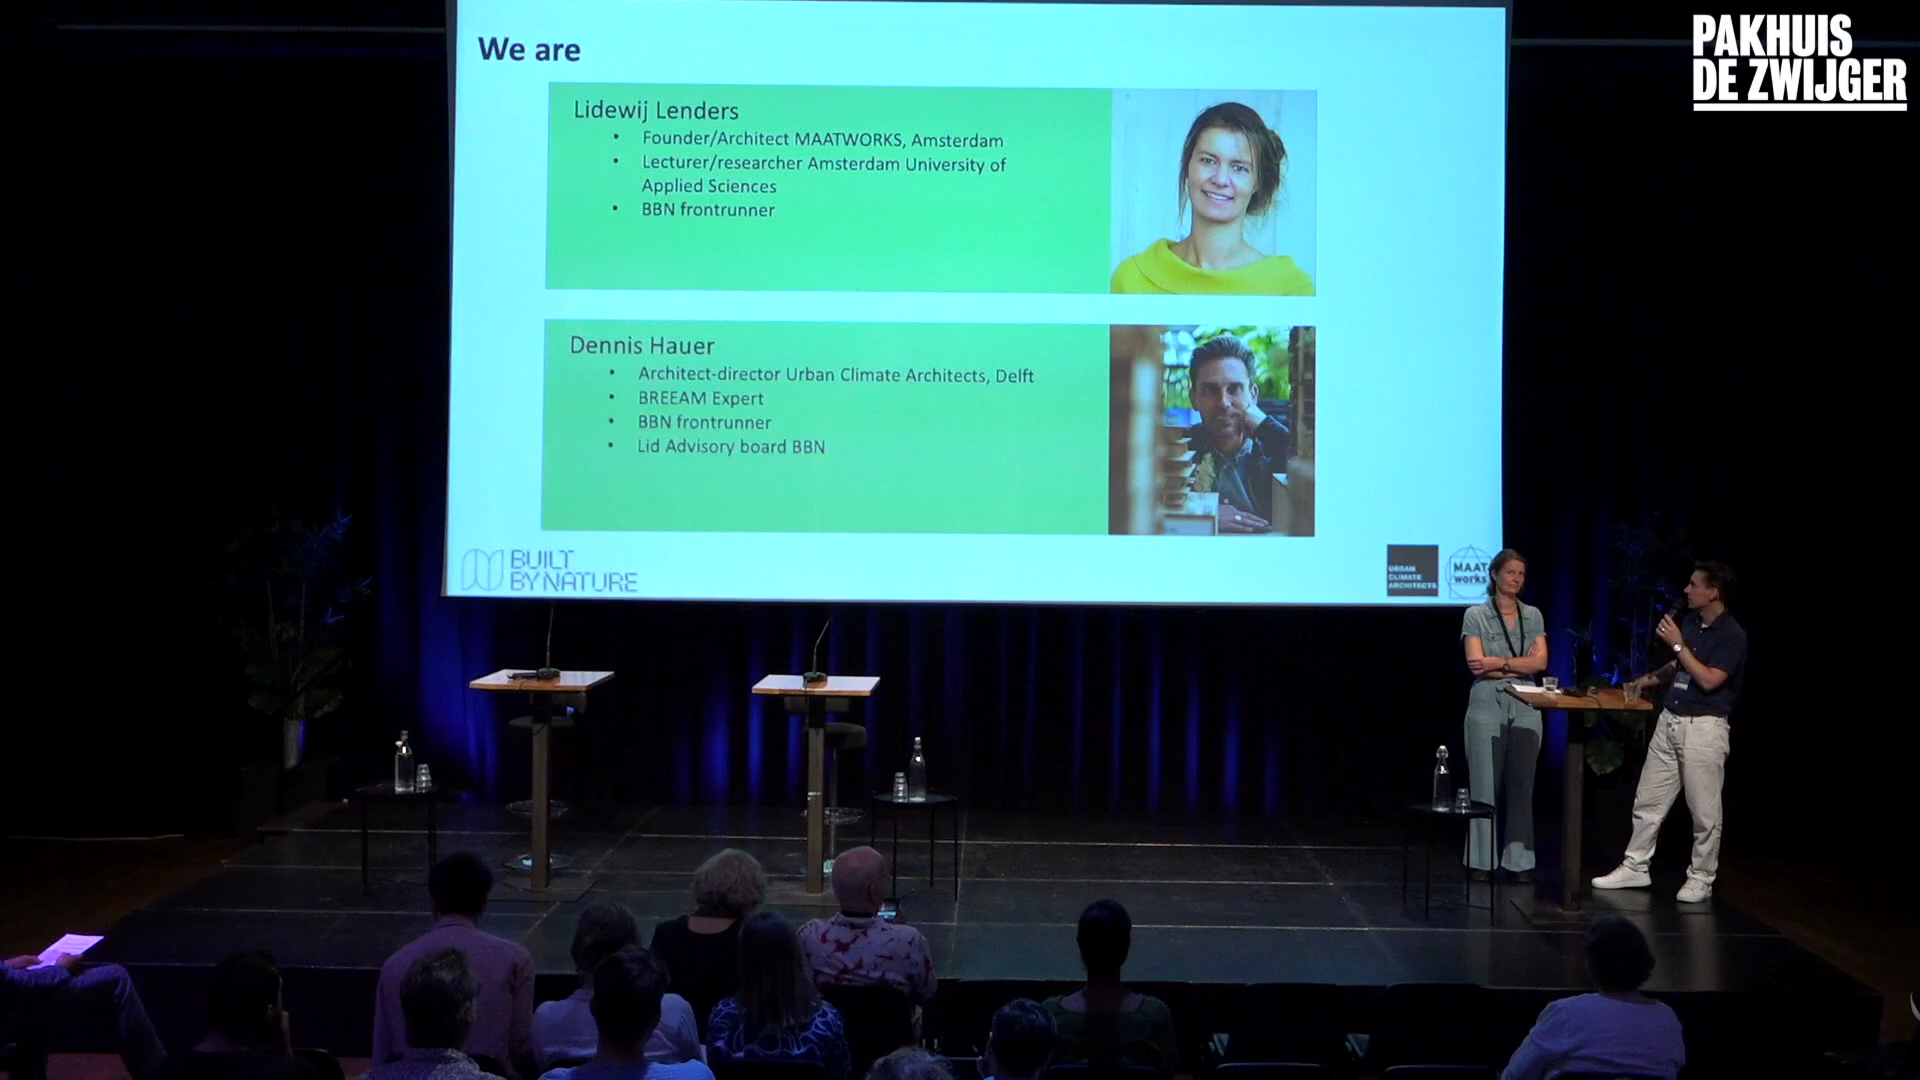 PAKHUIS
DE ZWIJGER
We are
Lidewij Lenders
• Founder/Architect MAATWORKS, Amsterdam
• Lecturer/researcher Amsterdam University of
Applied Sciences
• BBN frontrunner
Dennis Hauer
• Architect-director Urban Climate Architects, Delft
• BREEAM Expert
• BBN frontrunner
• Lid Advisory board BBN
BUILT
BY NATURE
URBAN
CLIMATE
ARCHITECTS
MAAT
works